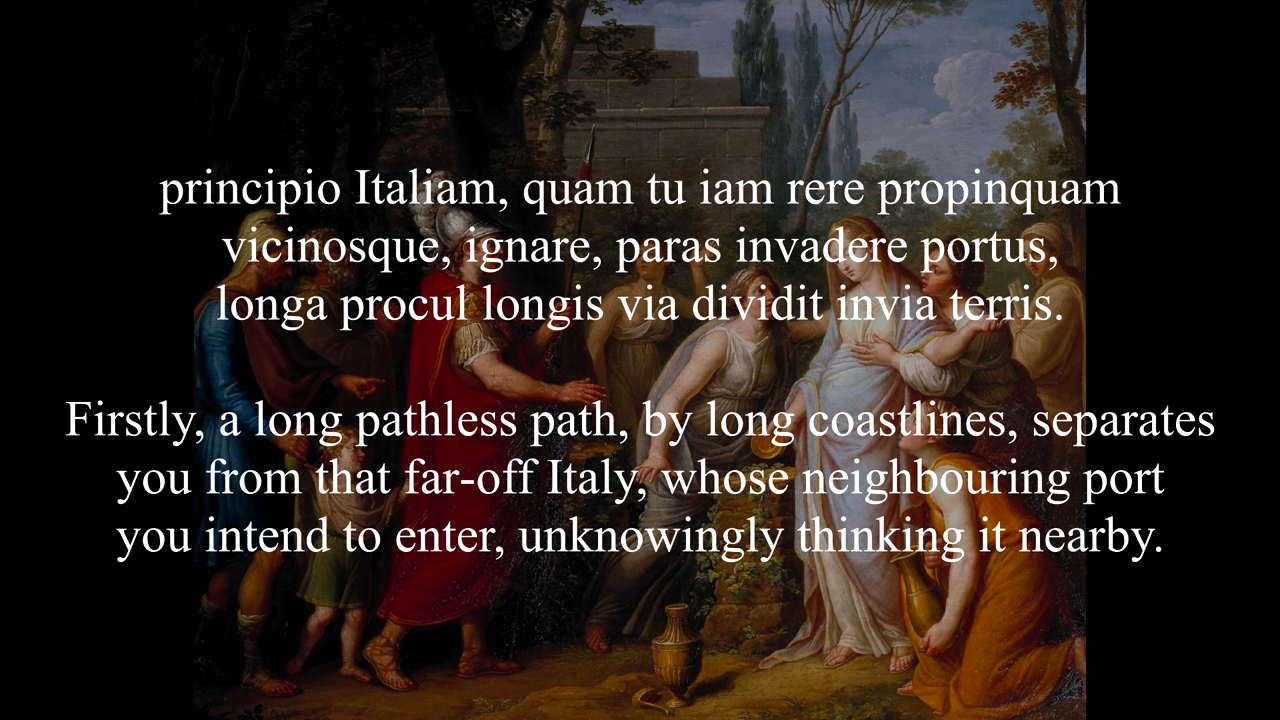 principio Italiam, quam tu iam rere propinquam
vicinosque, ignare, paras invadere portus,
longa procul longis via dividit invia terris.
Firstly, a long pathless path, by long coastlines, separates
you from that far-off Italy, whose neighbouring port
you intend to enter, unknowingly thinking it nearby.